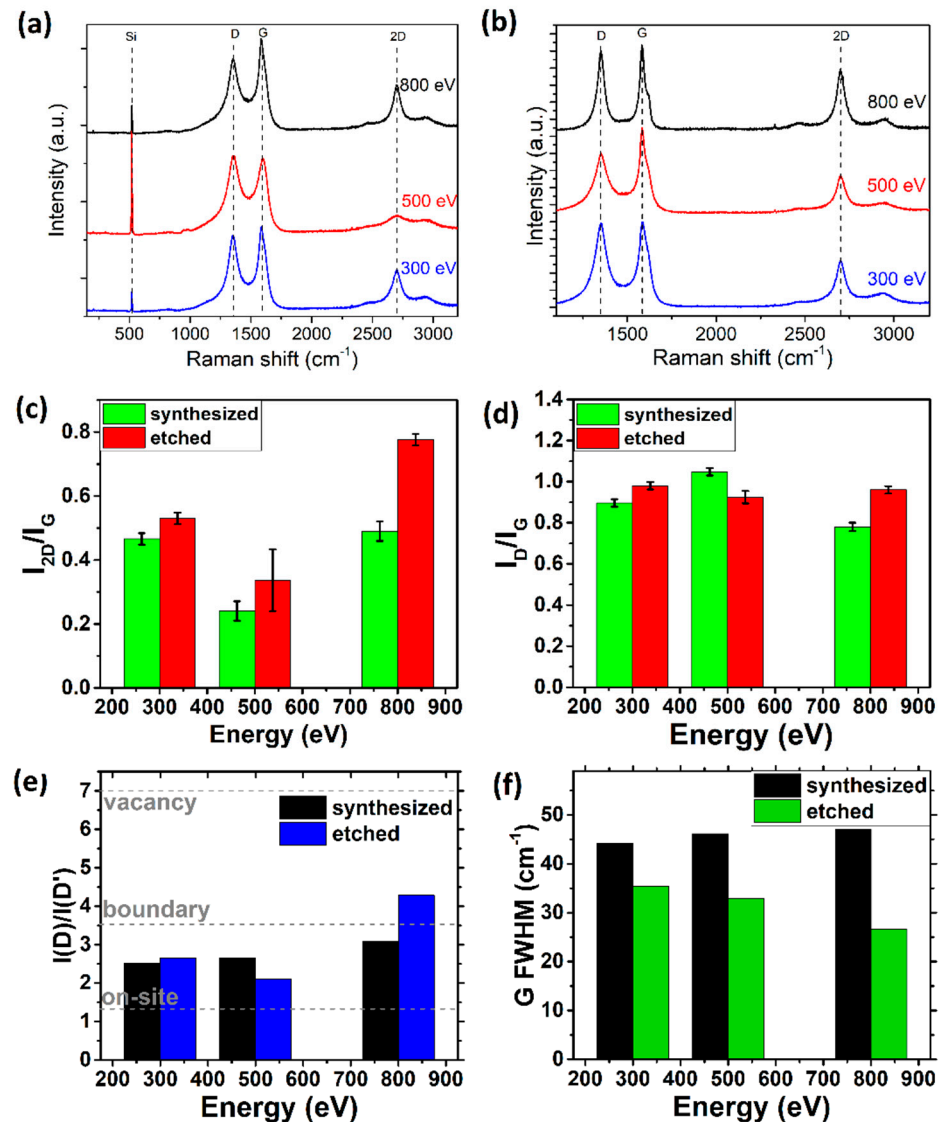 (a)
Si
D
G
2D
800 eV
500 eV
300 eV
Intensity (a.u.)
500 1000 1500 2000 2500 3000
Raman shift (cm⁻¹)
(b)
D
G
2D
800 eV
500 eV
300 eV
Intensity (a.u.)
1500 2000 2500 3000
Raman shift (cm⁻¹)
(c)
synthesized
etched
I2D/IG
0.8
0.6
0.4
0.2
0.0
200 300 400 500 600 700 800 900
Energy (eV)
(d)
synthesized
etched
ID/IG
1.4
1.2
1.0
0.8
0.6
0.4
0.2
0.0
200 300 400 500 600 700 800 900
Energy (eV)
(e)
synthesized
etched
vacancy
boundary
on-site
I(D)/I(D')
7
6
5
4
3
2
1
0
200 300 400 500 600 700 800 900
Energy (eV)
(f)
synthesized
etched
G FWHM (cm⁻¹)
50
40
30
20
10
0
200 300 400 500 600 700 800 900
Energy (eV)